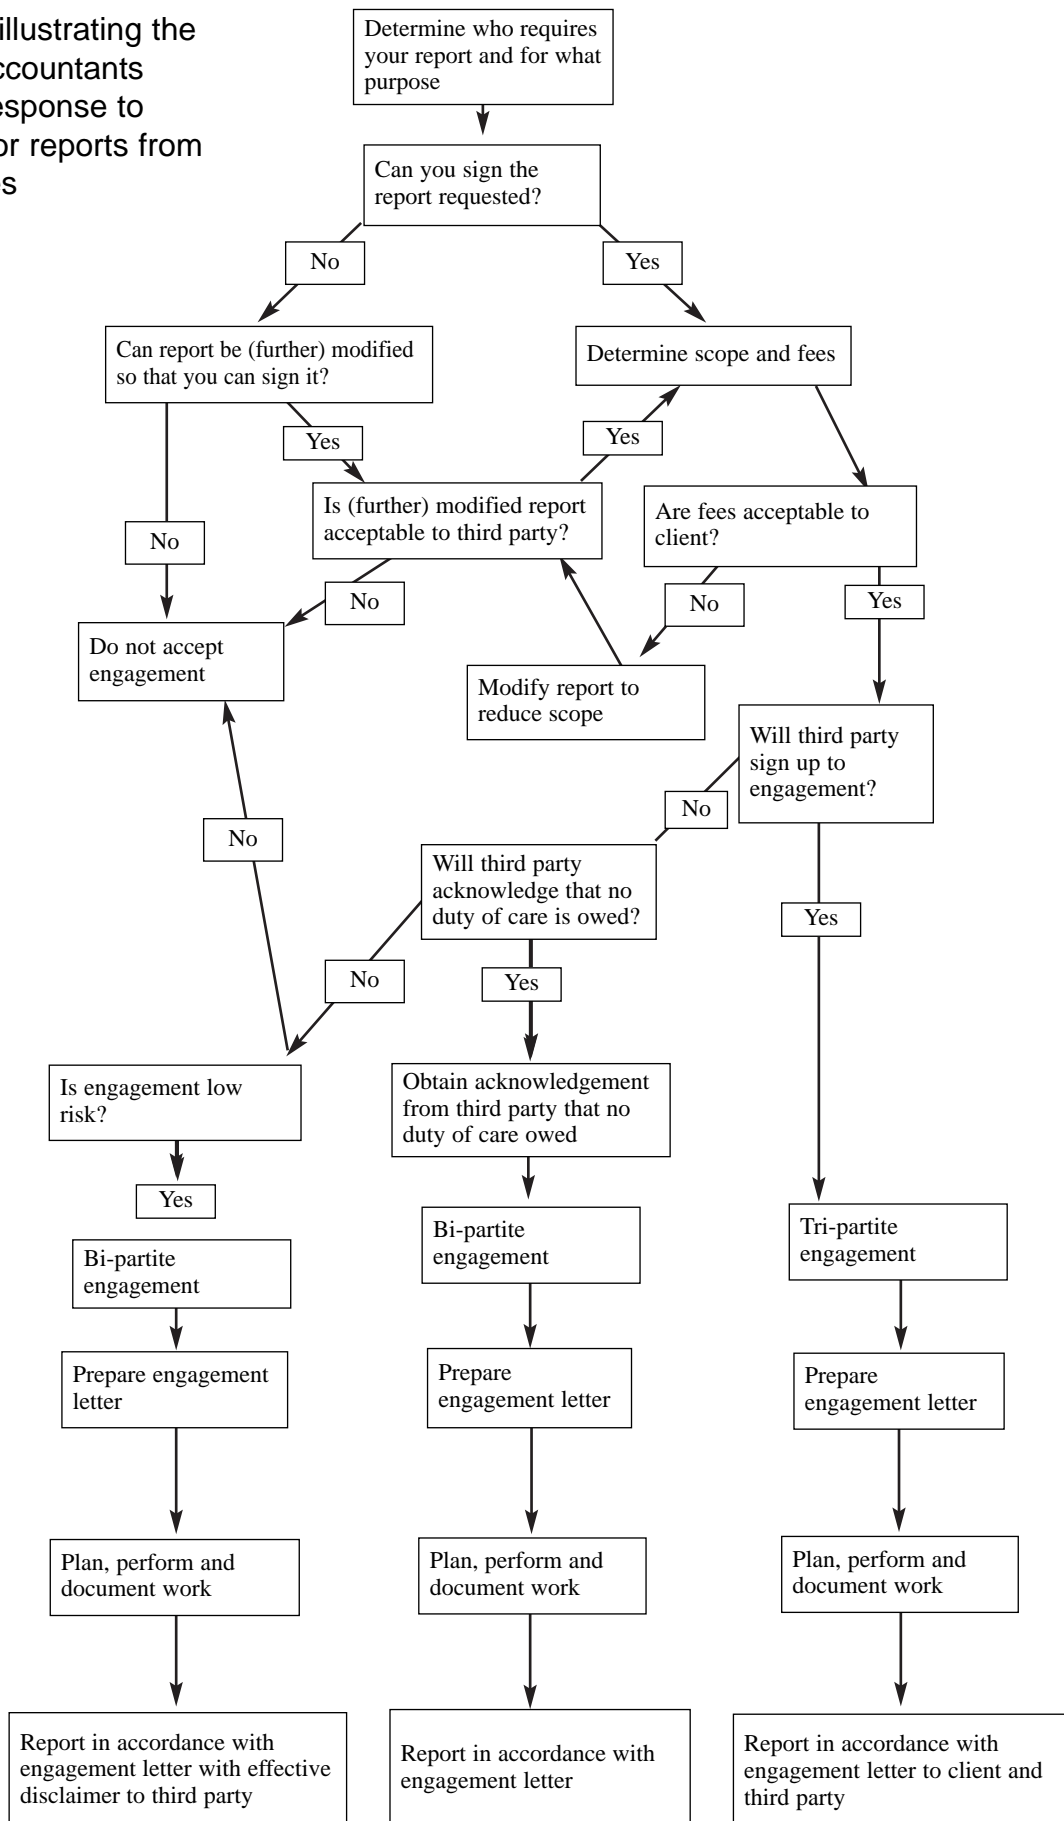 illustrating the
ccountants
esponse to
or reports from
es
Determine who requires
your report and for what
purpose
Can you sign the
report requested?
No
Yes
Can report be (further) modified
so that you can sign it?
Determine scope and fees
Yes
Yes
Is (further) modified report
acceptable to third party?
Are fees acceptable to
client?
No
No
No
Yes
Do not accept
engagement
Modify report to
reduce scope
Will third party
sign up to
engagement?
No
No
Will third party
acknowledge that no
duty of care is owed?
Yes
No
Yes
Is engagement low
risk?
Obtain acknowledgement
from third party that no
duty of care owed
Yes
Bi-partite
engagement
Bi-partite
engagement
Tri-partite
engagement
Prepare engagement
letter
Prepare
engagement letter
Prepare
engagement letter
Plan, perform and
document work
Plan, perform and
document work
Plan, perform and
document work
Report in accordance with
engagement letter with effective
disclaimer to third party
Report in accordance with
engagement letter
Report in accordance with
engagement letter to client and
third party